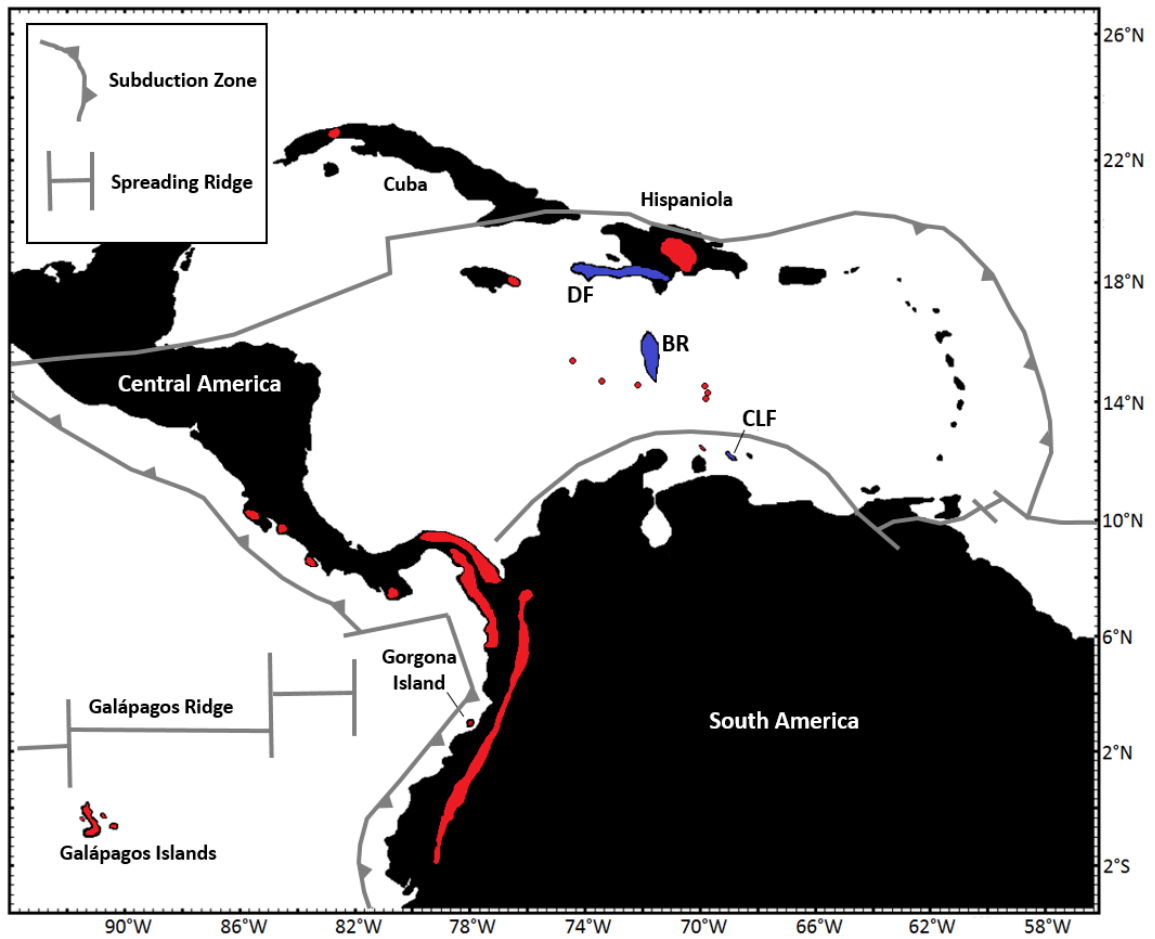 Subduction Zone
Spreading Ridge
Cuba
Hispaniola
DF
BR
CLF
Central America
Gorgona
Island
Galápagos Ridge
South America
Galápagos Islands
26°N
22°N
18°N
14°N
10°N
6°N
2°N
2°S
90°W
86°W
82°W
78°W
74°W
70°W
66°W
62°W
58°W